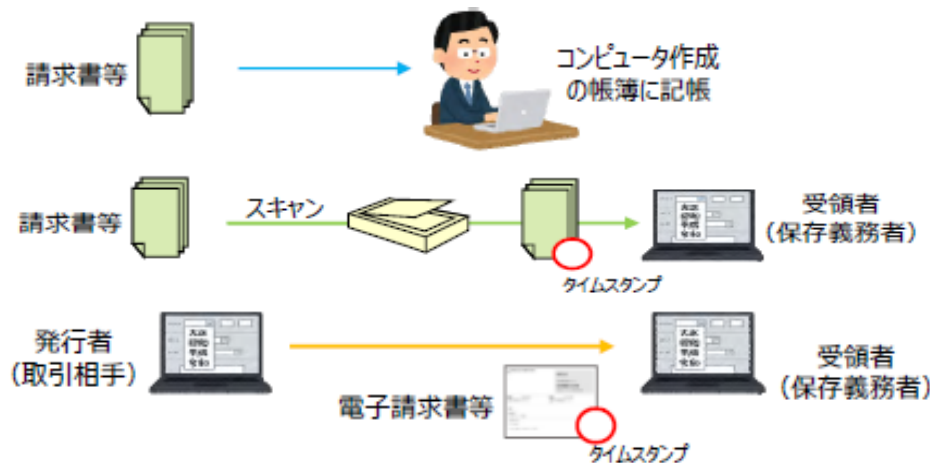 請求書等
コンピュータ作成
の帳簿に記帳
請求書等
スキャン
タイムスタンプ
受領者
(保存義務者)
発行者
(取引相手)
電子請求書等
タイムスタンプ
受領者
(保存義務者)